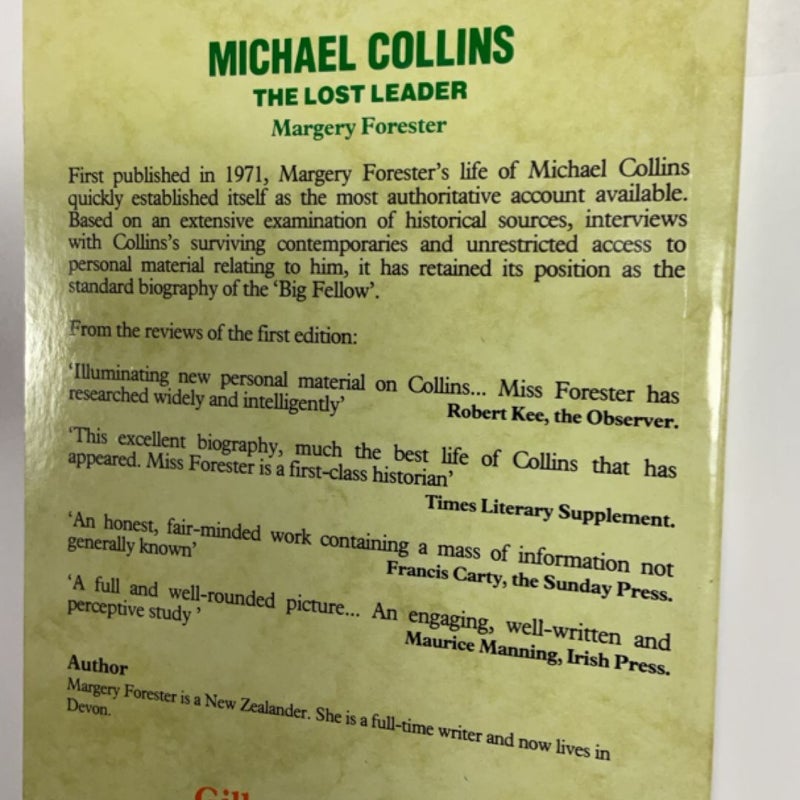 MICHAEL COLLINS
THE LOST LEADER
Margery Forester
First published in 1971, Margery Forester's life of Michael Collins
quickly established itself as the most authoritative account available.
Based on an extensive examination of historical sources, interviews
with Collins's surviving contemporaries and unrestricted access to
personal material relating to him, it has retained its position as the
standard biography of the 'Big Fellow'.
From the reviews of the first edition:
'Illuminating new personal material on Collins... Miss Forester has
researched widely and intelligently'
Robert Kee, the Observer.
'This excellent biography, much the best life of Collins that has
appeared. Miss Forester is a first-class historian'
Times Literary Supplement.
'An honest, fair-minded work containing a mass of information not
generally known'
Francis Carty, the Sunday Press.
'A full and well-rounded picture... An engaging, well-written and
perceptive study '
Maurice Manning, Irish Press.
Author
Margery Forester is a New Zealander. She is a full-time writer and now lives in
Devon.